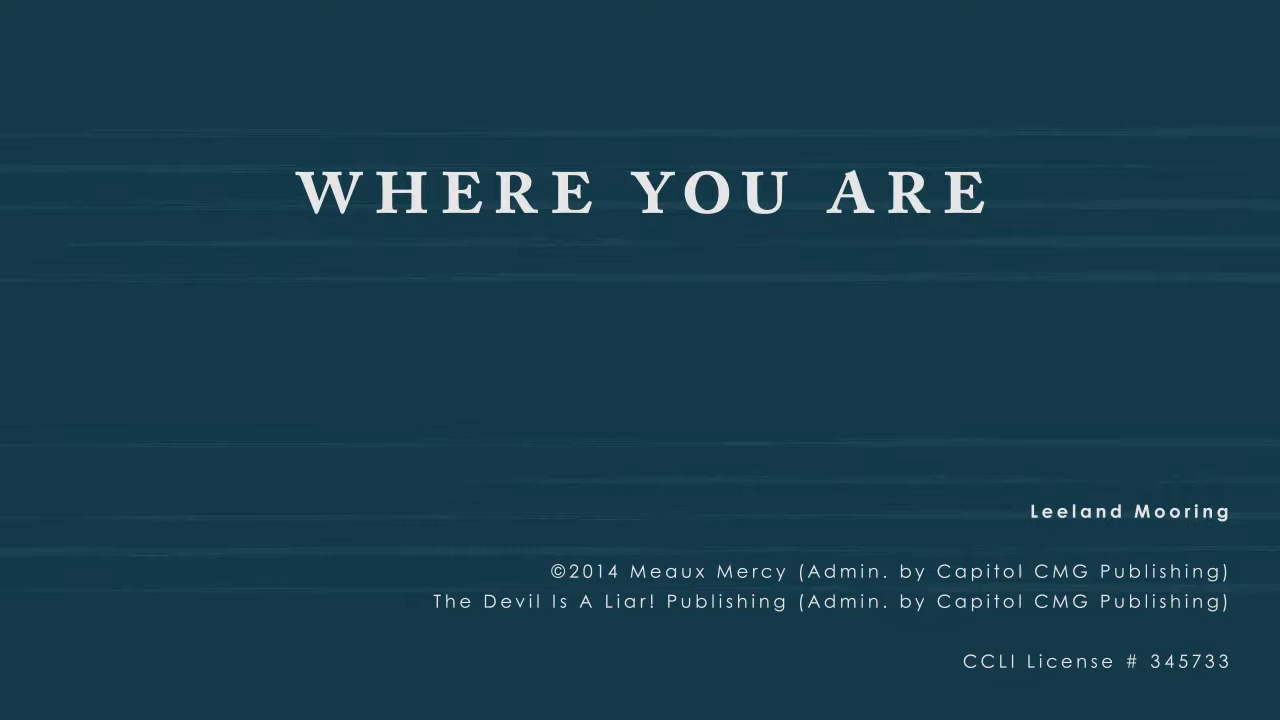 WHERE YOU ARE
Leeland Mooring
©2014 Meaux Mercy (Admin. by Capitol CMG Publishing)
The Devil Is A Liar! Publishing (Admin. by Capitol CMG Publishing)
CCLI License # 345733